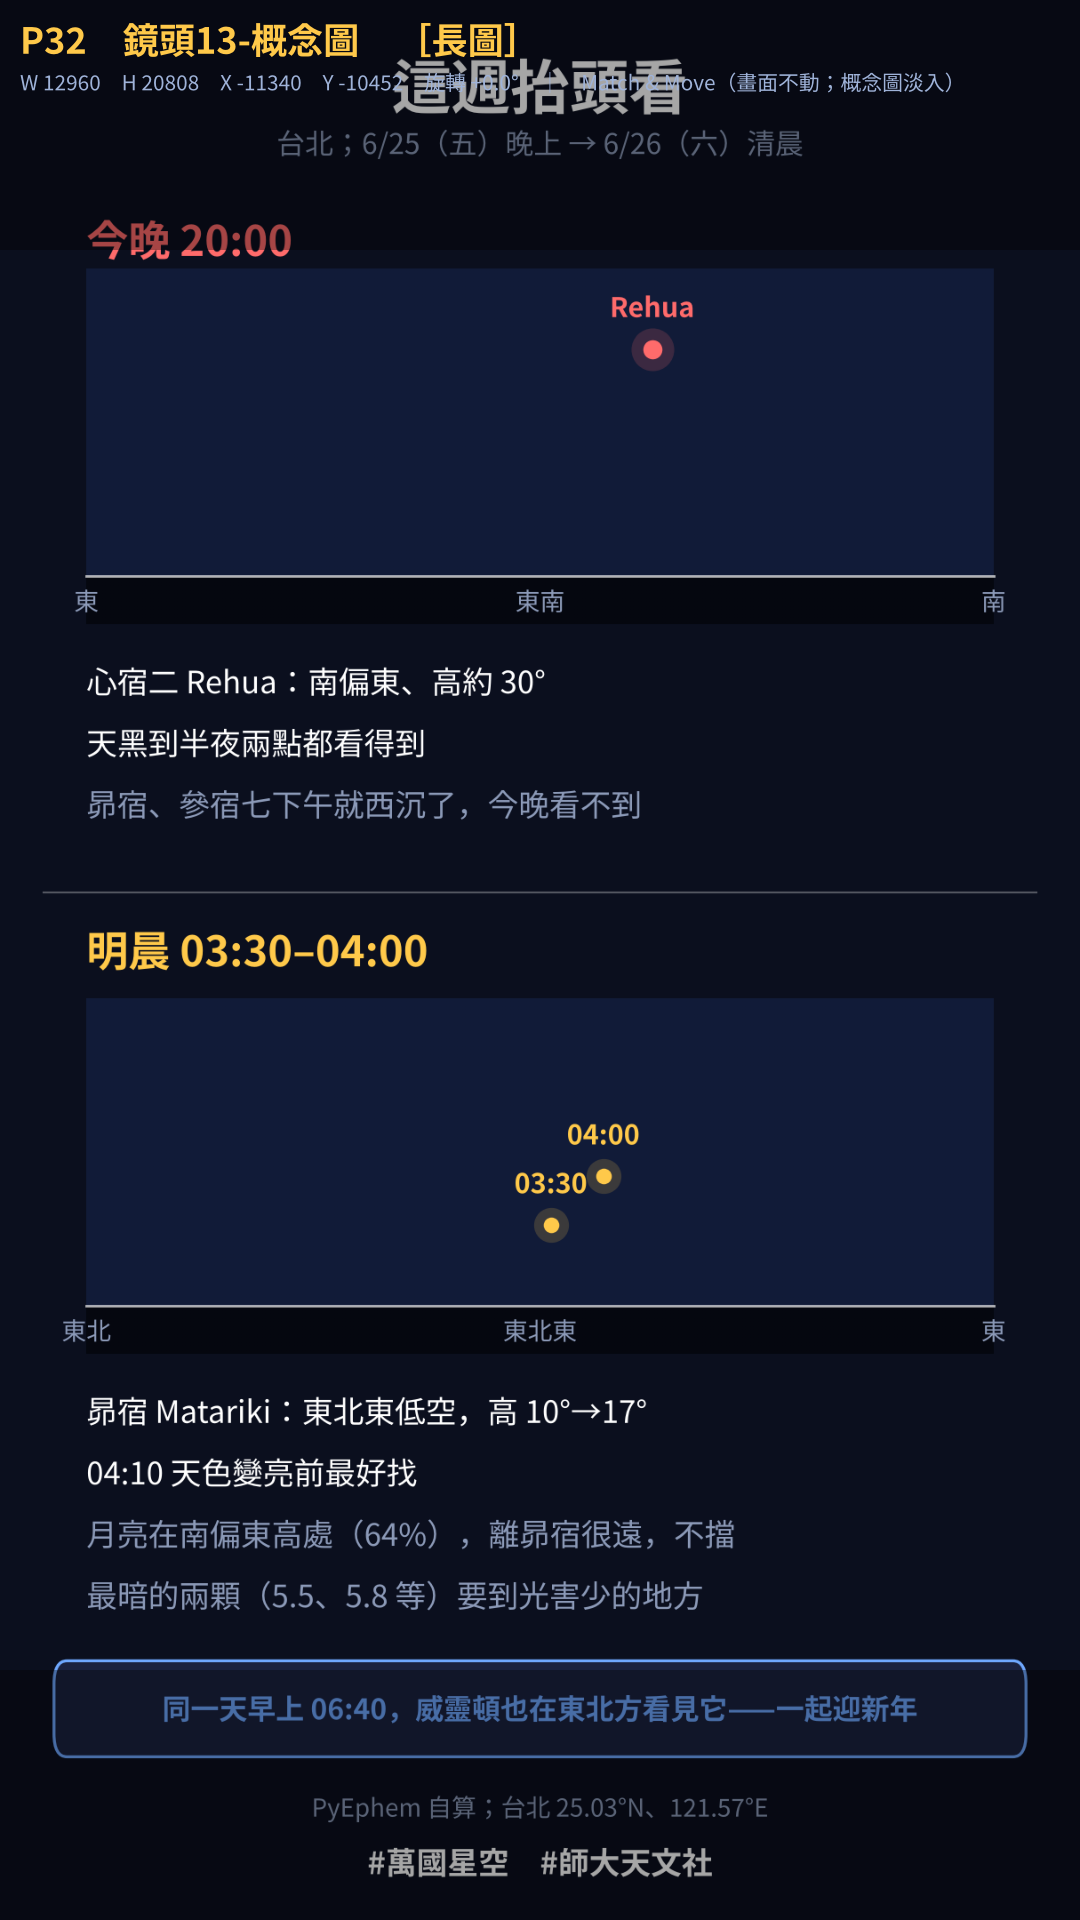 P32 鏡頭13-概念圖 [長圖]
W 12960 H 20808 X -11340 Y -10452 旋轉 Match & Move（畫面不動；概念圖淡入）
這週抬頭看
台北；6/25（五）晚上 → 6/26（六）清晨
今晚 20:00
Rehua
東 東南 南
心宿二 Rehua：南偏東、高約 30°
天黑到半夜兩點都看得到
昴宿、參宿七下午就西沉了，今晚看不到
明晨 03:30–04:00
04:00
03:30
東北 東北東 東
昴宿 Matariki：東北東低空，高 10°→17°
04:10 天色變亮前最好找
月亮在南偏東高處（64%），離昴宿很遠，不擋
最暗的兩顆（5.5、5.8 等）要到光害少的地方
同一天早上 06:40，威靈頓也在東北方看見它——一起迎新年
PyEphem 自算；台北 25.03°N、121.57°E
#萬國星空 #師大天文社